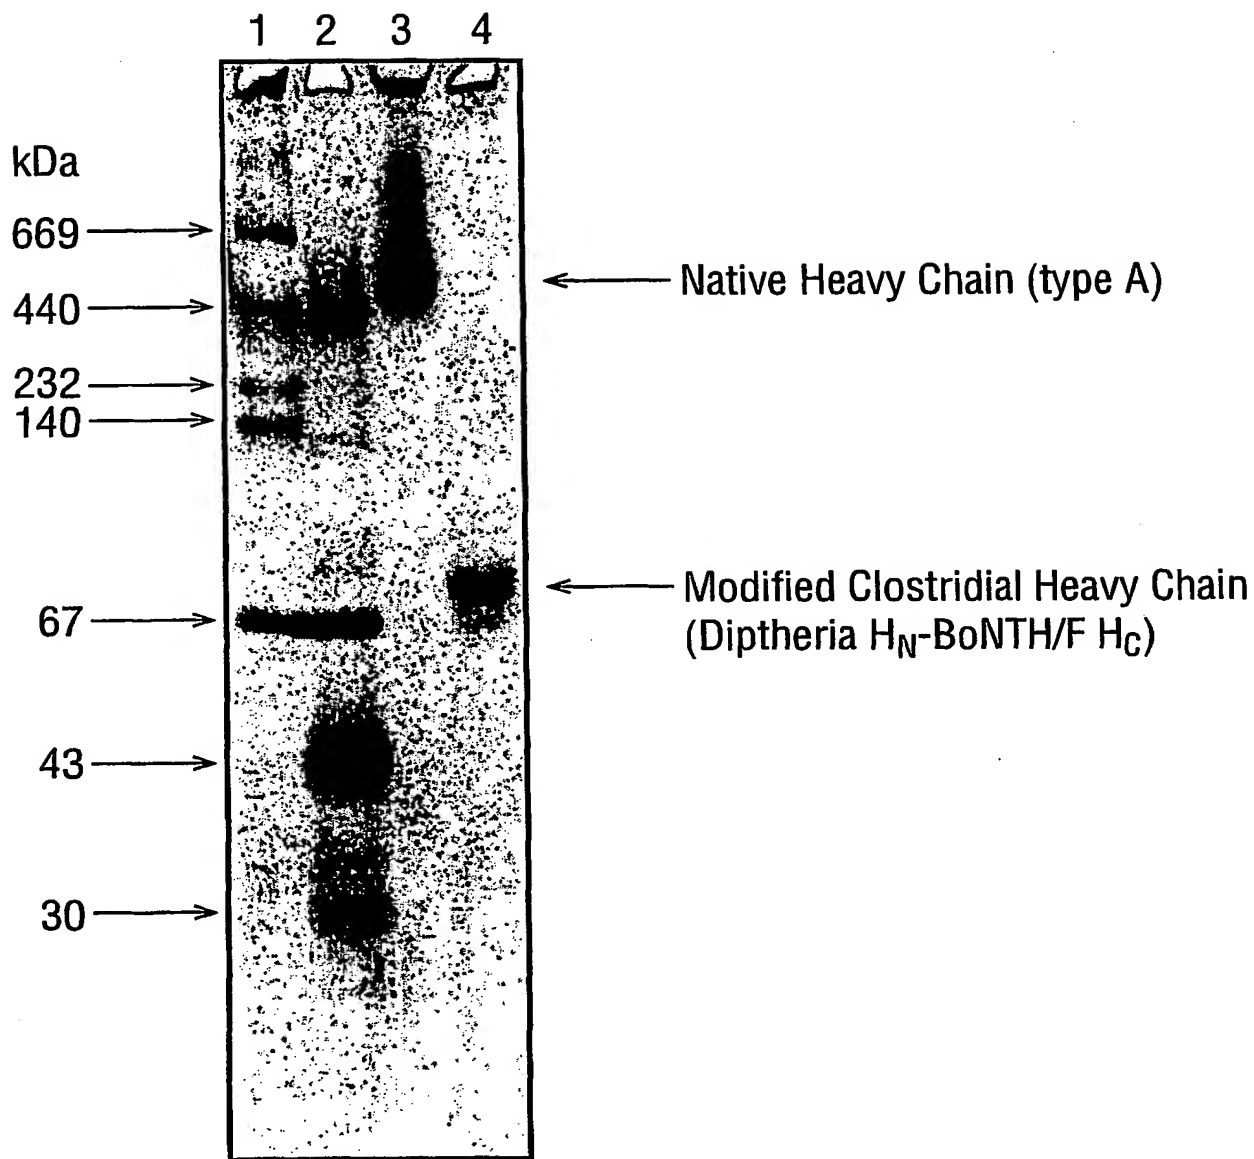 1 2 3 4
kDa
669
Native Heavy Chain (type A)
440
232
140
Modified Clostridial Heavy Chain
(Diptheria HN-BoNTH/F HC)
67
43
30